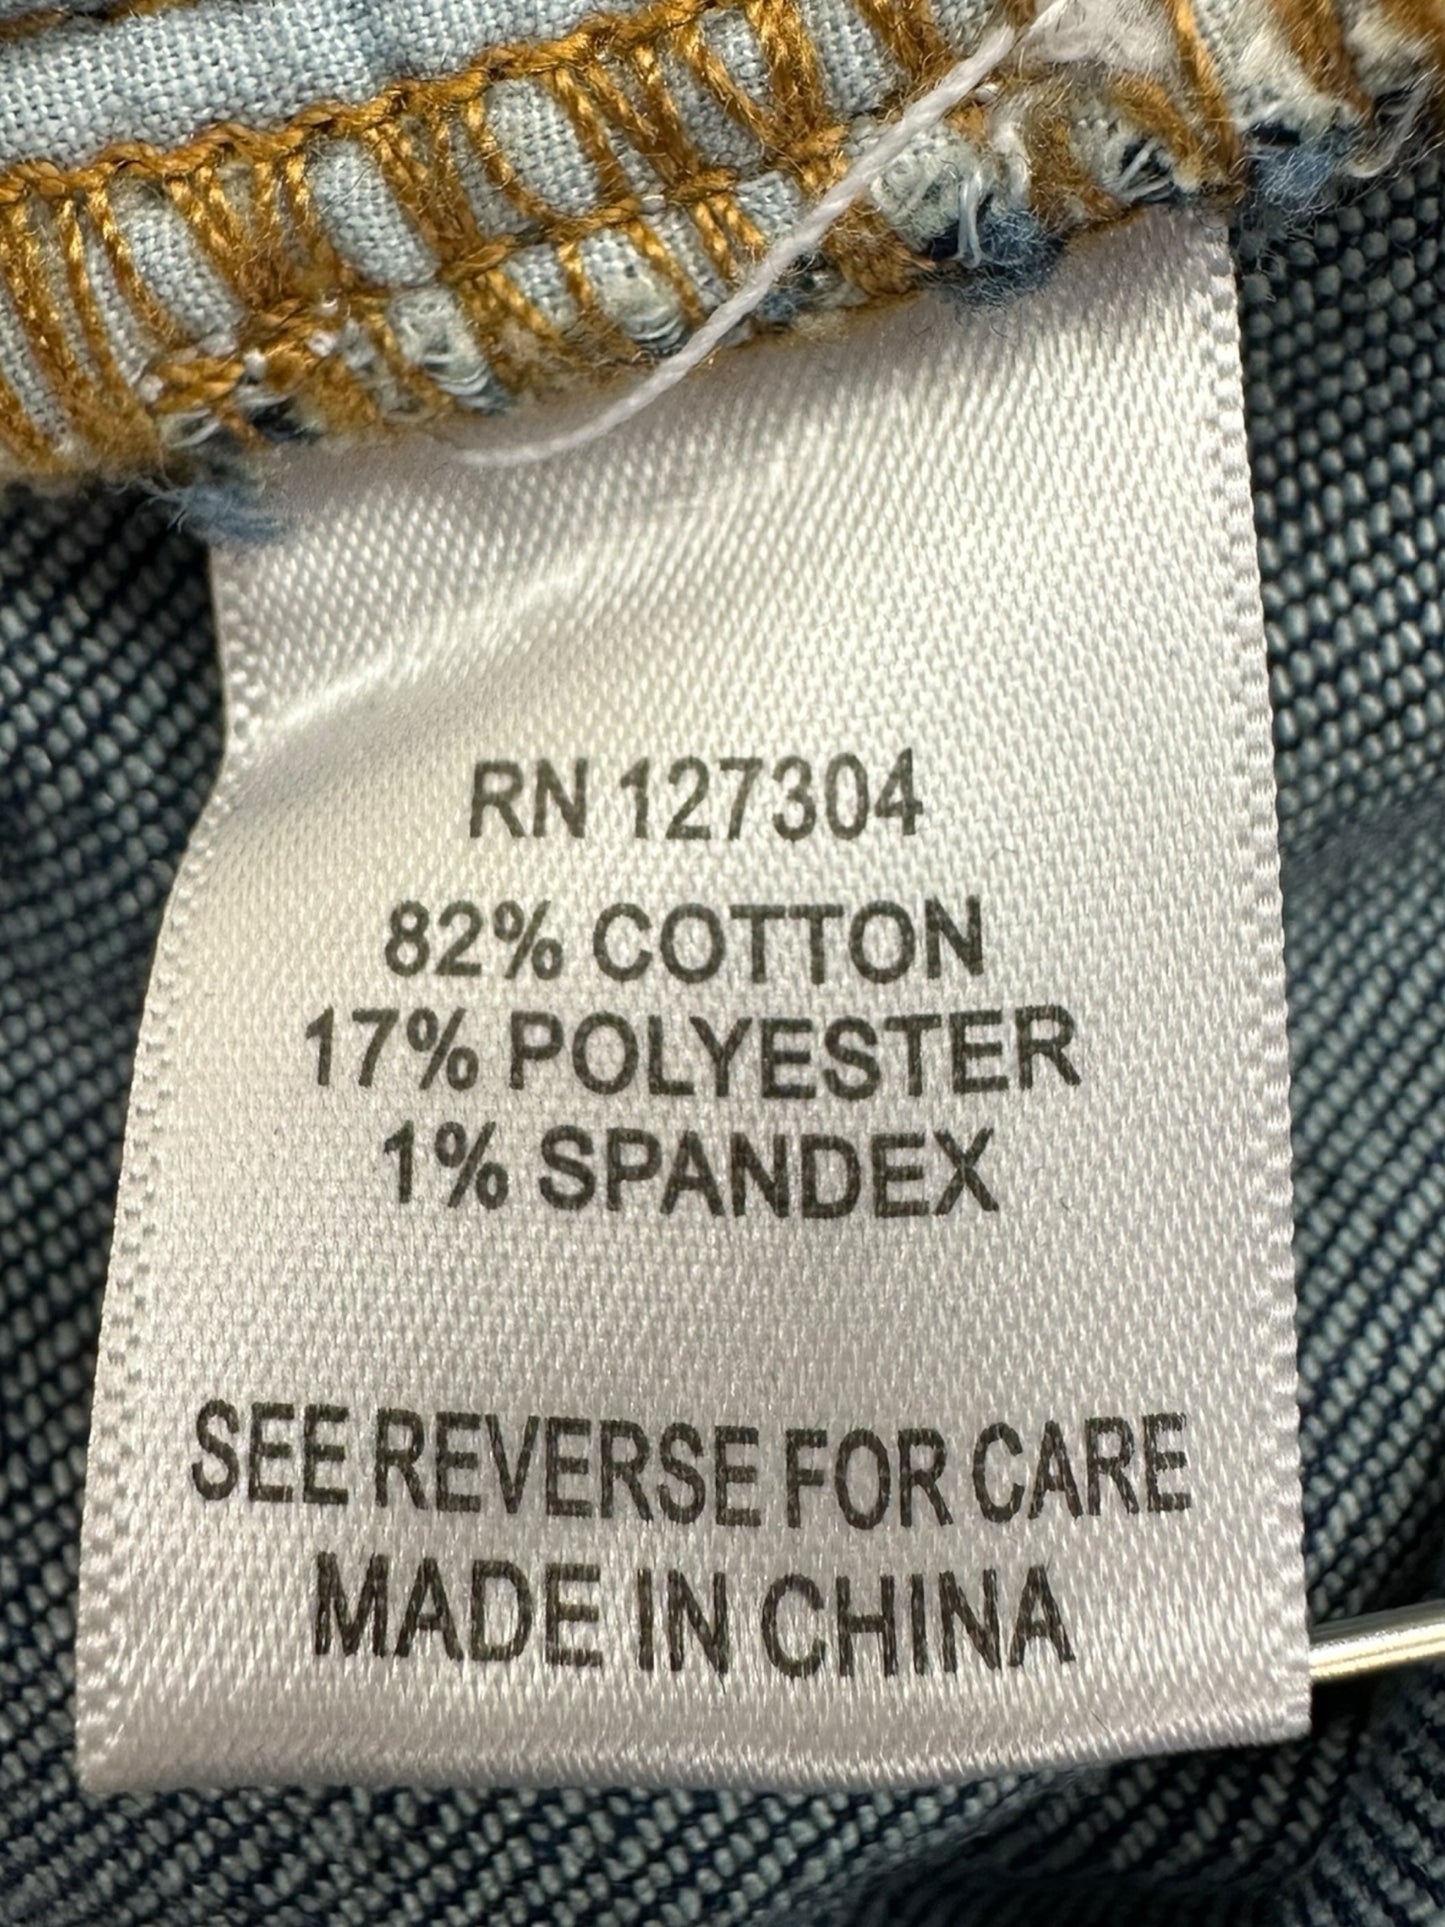 RN 127304
82% COTTON
17% POLYESTER
1% SPANDEX
SEE REVERSE FOR CARE
MADE IN CHINA